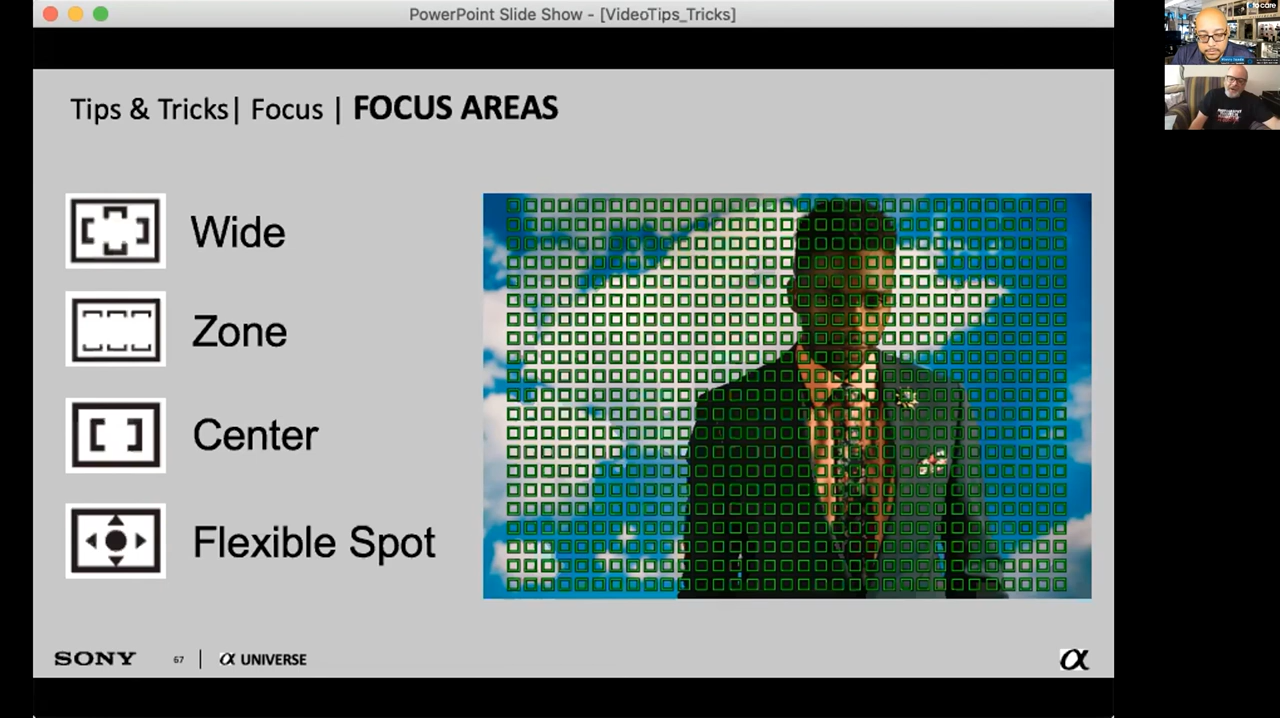 PowerPoint Slide Show - [VideoTips_Tricks]
Tips & Tricks| Focus | FOCUS AREAS
Wide
Zone
Center
Flexible Spot
SONY
67 | α UNIVERSE
α